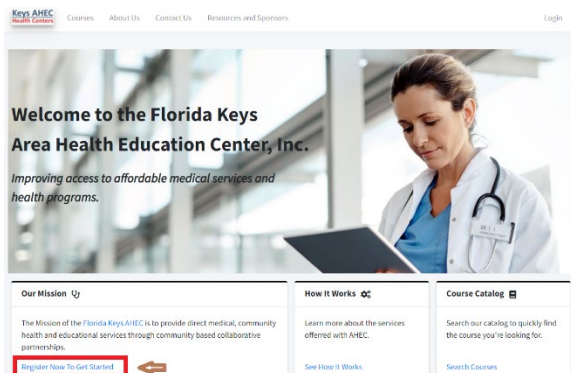 Keys AHEC
Health Centers
Courses About Us Contact Us Resources and Sponsors Login
Welcome to the Florida Keys
Area Health Education Center, Inc.
Improving access to affordable medical services and
health programs.
Our Mission
The Mission of the Florida Keys AHEC is to provide direct medical, community
health and educational services through community based collaborative
partnerships.
Register Now To Get Started
How It Works
Learn more about the services
offerred with AHEC.
See How It Works
Course Catalog
Search our catalog to quickly find
the course you're looking for.
Search Courses